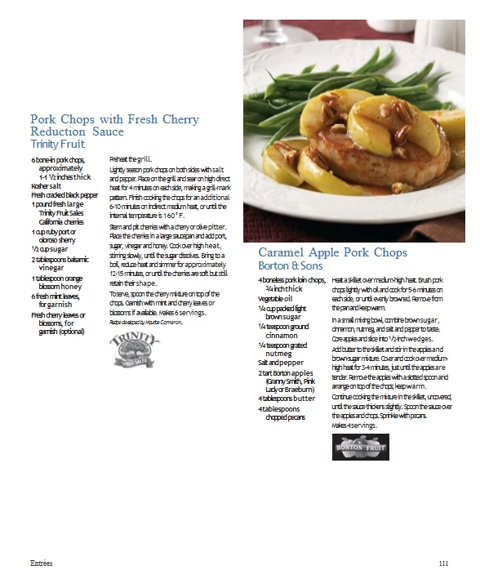 Pork Chops with Fresh Cherry
Reduction Sauce
Trinity Fruit
6 bone-in pork chops,
approximately
1-1 ½ inches thick
Kosher salt
Fresh cracked black pepper
1 pound fresh large
Trinity Fruit Sales
California cherries
1 cup ruby port or
oloroso sherry
½ cup sugar
2 tablespoons balsamic
vinegar
1 tablespoon orange
blossom honey
6 fresh mint leaves,
for garnish
Fresh cherry leaves or
blossoms, for
garnish (optional)
Preheat the grill.
Lightly season pork chops on both sides with salt
and pepper. Place on the grill and sear on high direct
heat for 4 minutes on each side, making a grill-mark
pattern. Finish cooking the chops for an additional
6-10 minutes on indirect medium heat, or until the
internal temperature is 160°F.
Stem and pit cherries with a cherry or olive pitter.
Place the cherries in a large saucepan and add port,
sugar, vinegar and honey. Cook over high heat,
stirring slowly, until the sugar dissolves. Bring to a
boil, reduce heat and simmer for approximately
12-15 minutes, or until the cherries are soft but still
retain their shape.
To serve, spoon the cherry mixture on top of the
chops. Garnish with mint and cherry leaves or
blossoms if available. Makes 6 servings.
Recipe developed by Montse Cameron.
TRINITY
Caramel Apple Pork Chops
Borton & Sons
4 boneless pork loin chops,
¾ inch thick
Vegetable oil
¼ cup packed light
brown sugar
¼ teaspoon ground
cinnamon
¼ teaspoon grated
nutmeg
Salt and pepper
2 tart Borton apples
(Granny Smith, Pink
Lady or Braeburn)
4 tablespoons butter
4 tablespoons
chopped pecans
Heat a skillet over medium-high heat. Brush pork
chops lightly with oil and cook for 5-6 minutes on
each side, or until evenly browned. Remove from
the pan and keep warm.
In a small mixing bowl, combine brown sugar,
cinnamon, nutmeg, and salt and pepper to taste.
Core apples and slice into ½-inch wedges.
Add butter to the skillet and stir in the apples and
brown sugar mixture. Cover and cook over medium-
high heat for 3-4 minutes, just until the apples are
tender. Remove the apples with a slotted spoon and
arrange on top of the chops; keep warm.
Continue cooking the mixture in the skillet, uncovered,
until the sauce thickens slightly. Spoon the sauce over
the apples and chops. Sprinkle with pecans.
Makes 4 servings.
BORTON FRUIT
Entrées
111